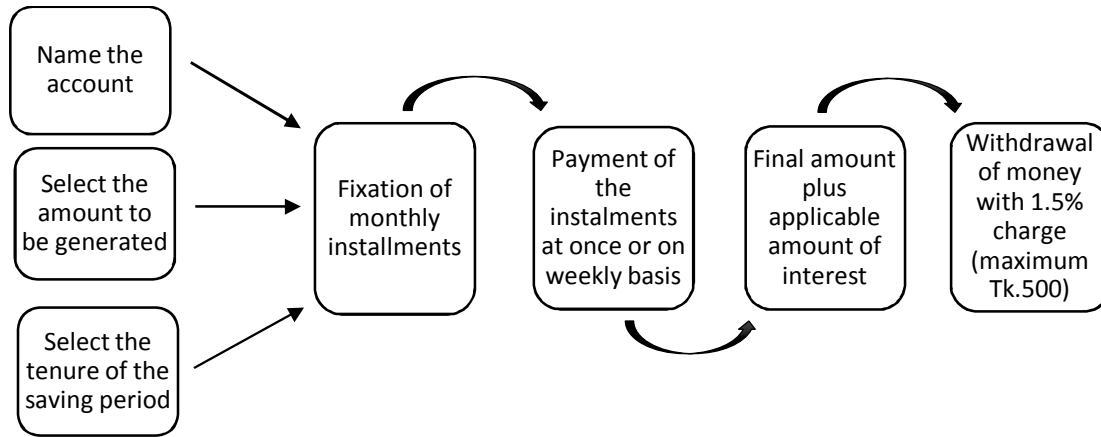 Name the
account
Select the
amount to
be generated
Select the
tenure of the
saving period
Fixation of
monthly
installments
Payment of
the
instalments
at once or on
weekly basis
Final amount
plus
applicable
amount of
interest
Withdrawal
of money
with 1.5%
charge
(maximum
Tk.500)